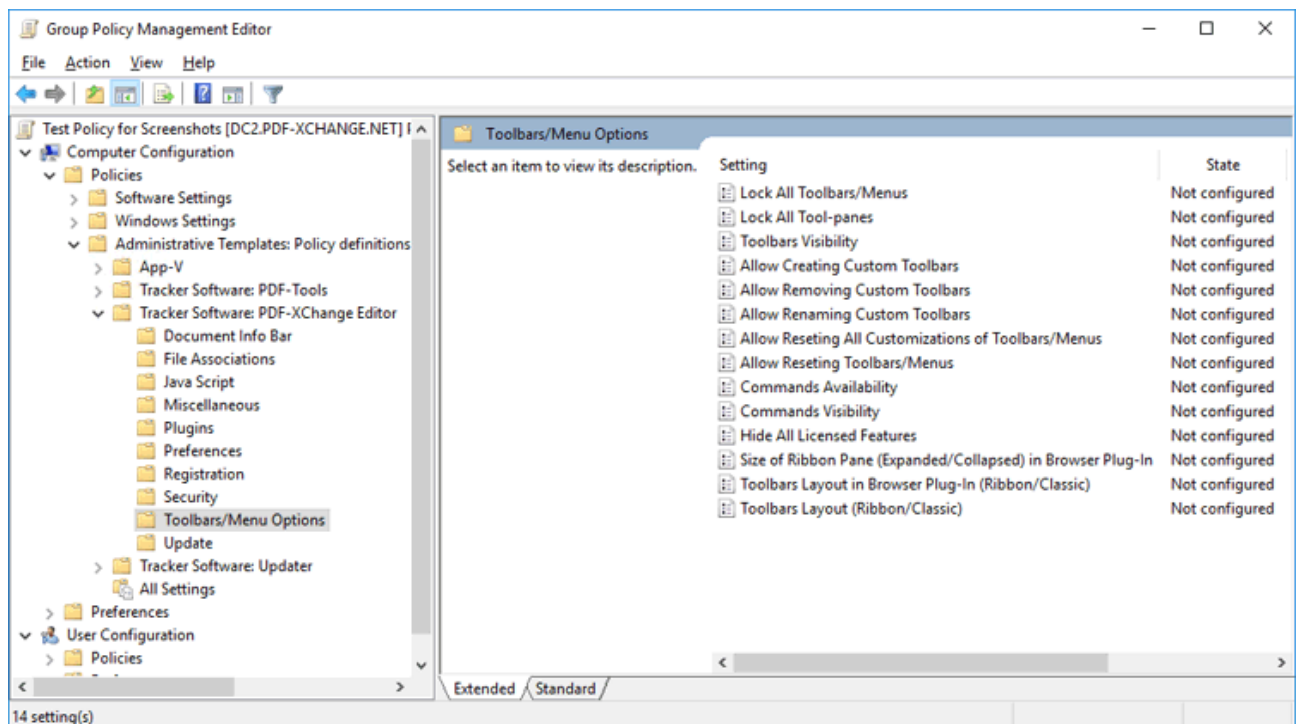 Group Policy Management Editor
File Action View Help
Test Policy for Screenshots [DC2.PDF-XCHANGE.NET]
Computer Configuration
Policies
Software Settings
Windows Settings
Administrative Templates: Policy definitions
App-V
Tracker Software: PDF-Tools
Tracker Software: PDF-XChange Editor
Document Info Bar
File Associations
Java Script
Miscellaneous
Plugins
Preferences
Registration
Security
Toolbars/Menu Options
Update
Tracker Software: Updater
All Settings
Preferences
User Configuration
Policies
Toolbars/Menu Options
Select an item to view its description.
Setting State
Lock All Toolbars/Menus Not configured
Lock All Tool-panes Not configured
Toolbars Visibility Not configured
Allow Creating Custom Toolbars Not configured
Allow Removing Custom Toolbars Not configured
Allow Renaming Custom Toolbars Not configured
Allow Reseting All Customizations of Toolbars/Menus Not configured
Allow Reseting Toolbars/Menus Not configured
Commands Availability Not configured
Commands Visibility Not configured
Hide All Licensed Features Not configured
Size of Ribbon Pane (Expanded/Collapsed) in Browser Plug-In Not configured
Toolbars Layout in Browser Plug-In (Ribbon/Classic) Not configured
Toolbars Layout (Ribbon/Classic) Not configured
Extended Standard
14 setting(s)